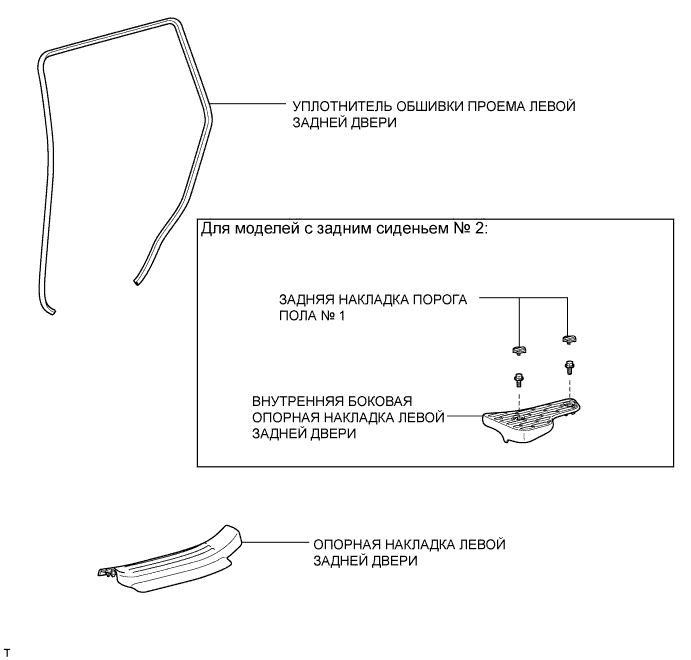 УПЛОТНИТЕЛЬ ОБШИВКИ ПРОЕМА ЛЕВОЙ
ЗАДНЕЙ ДВЕРИ
Для моделей с задним сиденьем № 2:
ЗАДНЯЯ НАКЛАДКА ПОРОГА
ПОЛА № 1
ВНУТРЕННЯЯ БОКОВАЯ
ОПОРНАЯ НАКЛАДКА ЛЕВОЙ
ЗАДНЕЙ ДВЕРИ
ОПОРНАЯ НАКЛАДКА ЛЕВОЙ
ЗАДНЕЙ ДВЕРИ
T